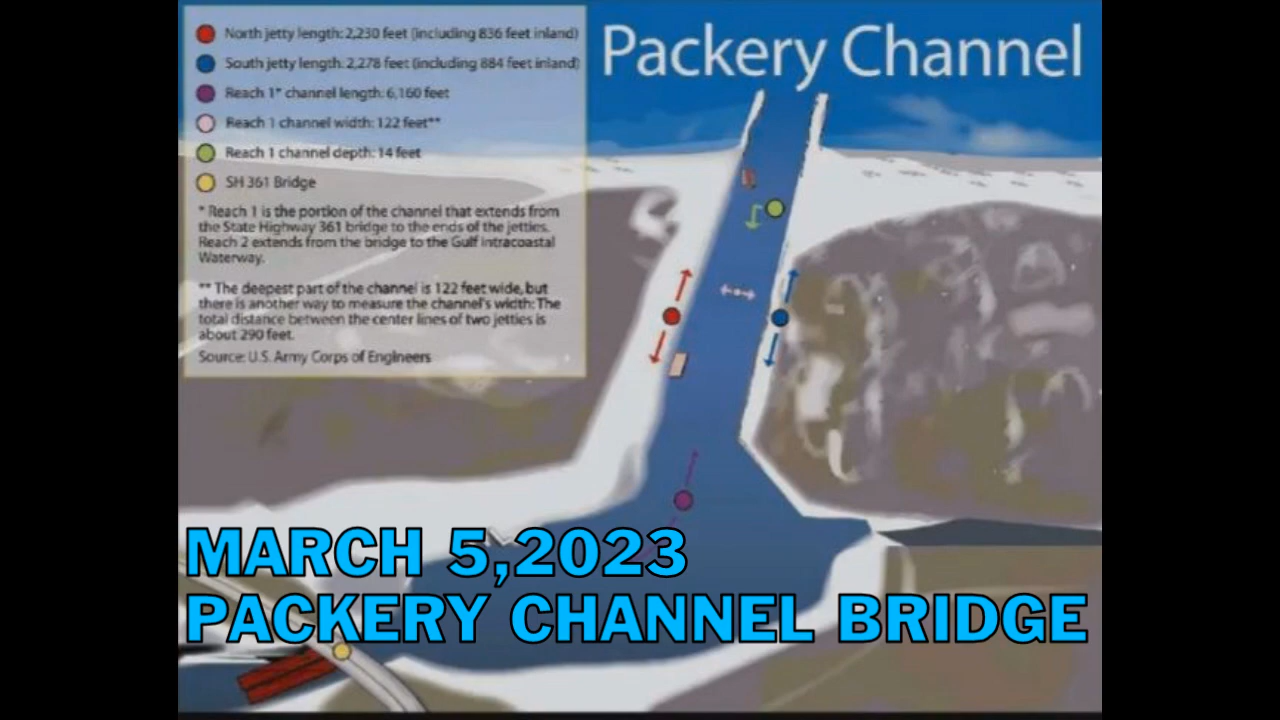 Packery Channel
North jetty length: 2,230 feet (including 836 feet inland)
South jetty length: 2,278 feet (including 884 feet inland)
Reach 1* channel length: 6,160 feet
Reach 1 channel width: 122 feet**
Reach 1 channel depth: 14 feet
SH 361 Bridge
* Reach 1 is the portion of the channel that extends from
the State Highway 361 bridge to the ends of the jetties.
Reach 2 extends from the bridge to the Gulf Intracoastal
Waterway.
** The deepest part of the channel is 122 feet wide, but
there is another way to measure the channel's width: The
total distance between the center lines of two jetties is
about 290 feet.
Source: U.S. Army Corps of Engineers
MARCH 5,2023
PACKERY CHANNEL BRIDGE